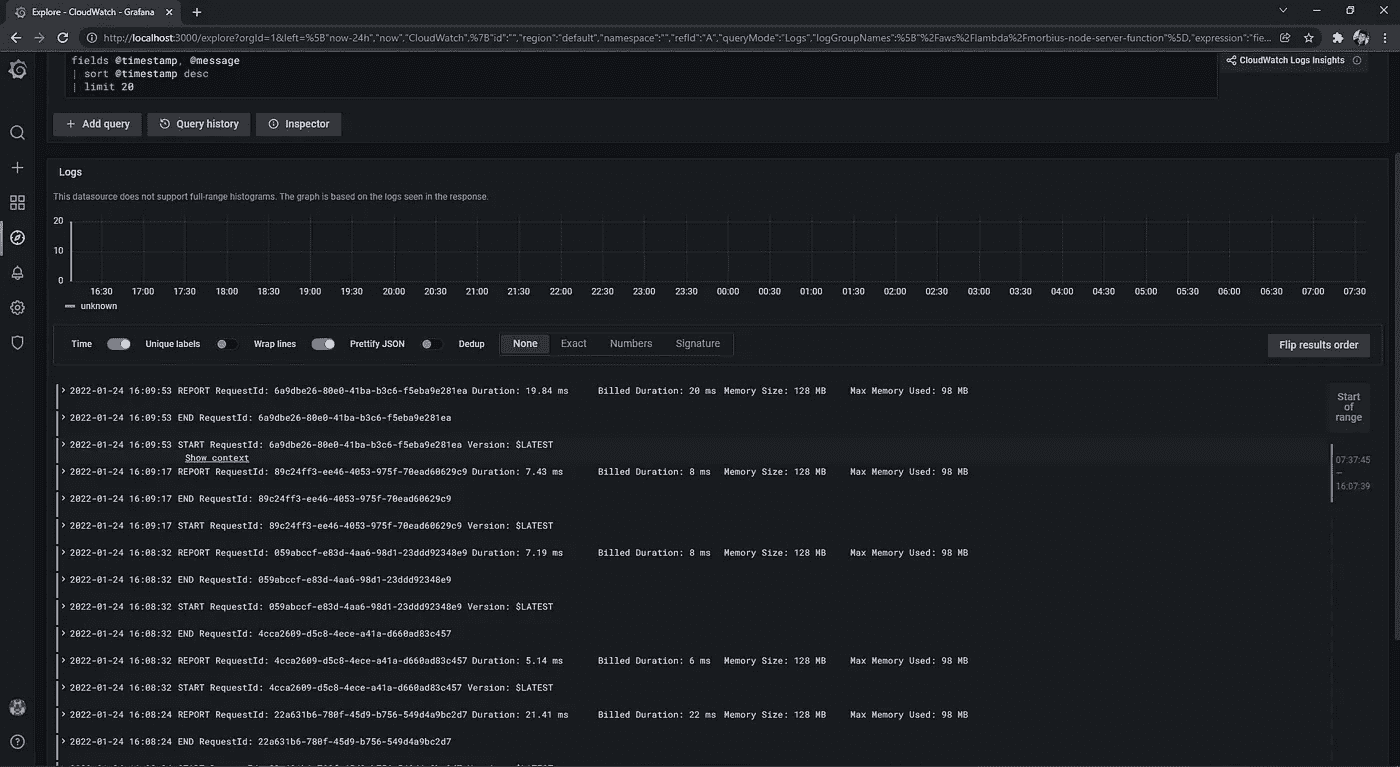 Explore - CloudWatch - Grafana
http://localhost:3000/explore?orgId=1&left=%5B"now-24h","now","CloudWatch",%7B"id":"","region":"default","namespace":"","refId":"A","queryMode":"Logs","logGroupNames":%5B"%2Faws%2Flambda%2Fmorbius-node-server-function"%5D,"expression":"fie...
fields @timestamp, @message
| sort @timestamp desc
| limit 20
CloudWatch Logs Insights
Add query Query history Inspector
Logs
This datasource does not support full-range histograms. The graph is based on the logs seen in the response.
20
10
0
16:30 17:00 17:30 18:00 18:30 19:00 19:30 20:00 20:30 21:00 21:30 22:00 22:30 23:00 23:30 00:00 00:30 01:00 01:30 02:00 02:30 03:00 03:30 04:00 04:30 05:00 05:30 06:00 06:30 07:00 07:30
unknown
Time Unique labels Wrap lines Prettify JSON Dedup None Exact Numbers Signature Flip results order
2022-01-24 16:09:53 REPORT RequestId: 6a9dbe26-80e0-41ba-b3c6-f5eba9e281ea Duration: 19.84 ms Billed Duration: 20 ms Memory Size: 128 MB Max Memory Used: 98 MB
Start
of
range
2022-01-24 16:09:53 END RequestId: 6a9dbe26-80e0-41ba-b3c6-f5eba9e281ea
2022-01-24 16:09:53 START RequestId: 6a9dbe26-80e0-41ba-b3c6-f5eba9e281ea Version: $LATEST
Show context
07:37:45
—
16:07:39
2022-01-24 16:09:17 REPORT RequestId: 89c24ff3-ee46-4053-975f-70ead60629c9 Duration: 7.43 ms Billed Duration: 8 ms Memory Size: 128 MB Max Memory Used: 98 MB
2022-01-24 16:09:17 END RequestId: 89c24ff3-ee46-4053-975f-70ead60629c9
2022-01-24 16:09:17 START RequestId: 89c24ff3-ee46-4053-975f-70ead60629c9 Version: $LATEST
2022-01-24 16:08:32 REPORT RequestId: 059abccf-e83d-4aa6-98d1-23ddd92348e9 Duration: 7.19 ms Billed Duration: 8 ms Memory Size: 128 MB Max Memory Used: 98 MB
2022-01-24 16:08:32 END RequestId: 059abccf-e83d-4aa6-98d1-23ddd92348e9
2022-01-24 16:08:32 START RequestId: 059abccf-e83d-4aa6-98d1-23ddd92348e9 Version: $LATEST
2022-01-24 16:08:32 END RequestId: 4cca2609-d5c8-4ece-a41a-d660ad83c457
2022-01-24 16:08:32 REPORT RequestId: 4cca2609-d5c8-4ece-a41a-d660ad83c457 Duration: 5.14 ms Billed Duration: 6 ms Memory Size: 128 MB Max Memory Used: 98 MB
2022-01-24 16:08:32 START RequestId: 4cca2609-d5c8-4ece-a41a-d660ad83c457 Version: $LATEST
2022-01-24 16:08:24 REPORT RequestId: 22a631b6-780f-45d9-b756-549d4a9bc2d7 Duration: 21.41 ms Billed Duration: 22 ms Memory Size: 128 MB Max Memory Used: 98 MB
2022-01-24 16:08:24 END RequestId: 22a631b6-780f-45d9-b756-549d4a9bc2d7